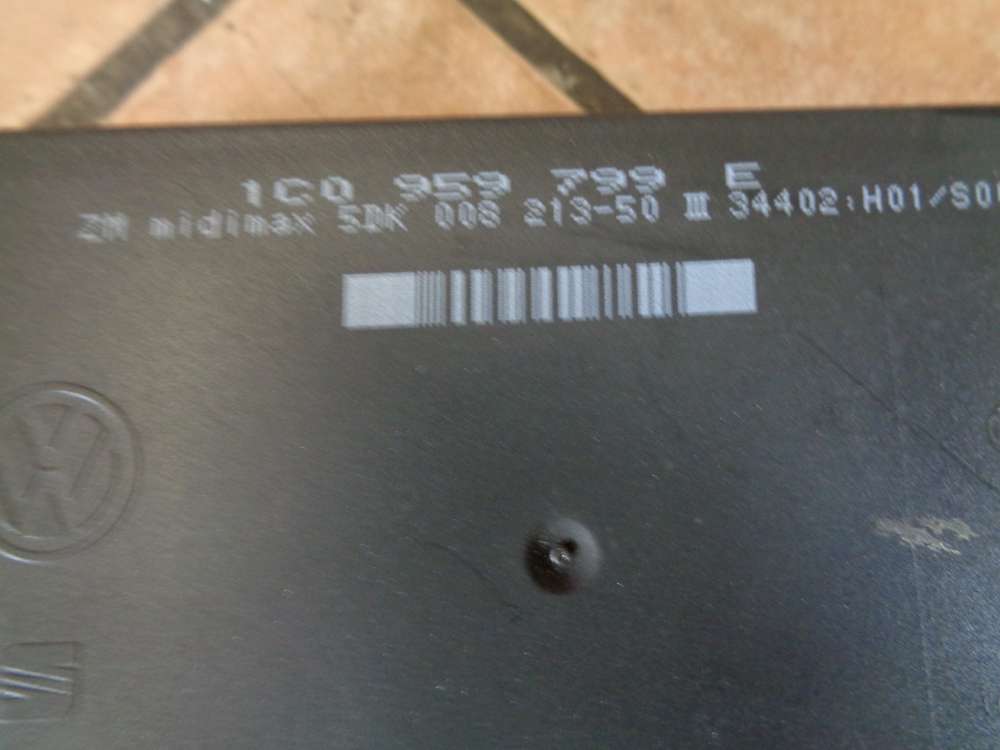 1C0 959 799 E
ZM midimax 5DK 008 213-50 III 34402:H01/S0